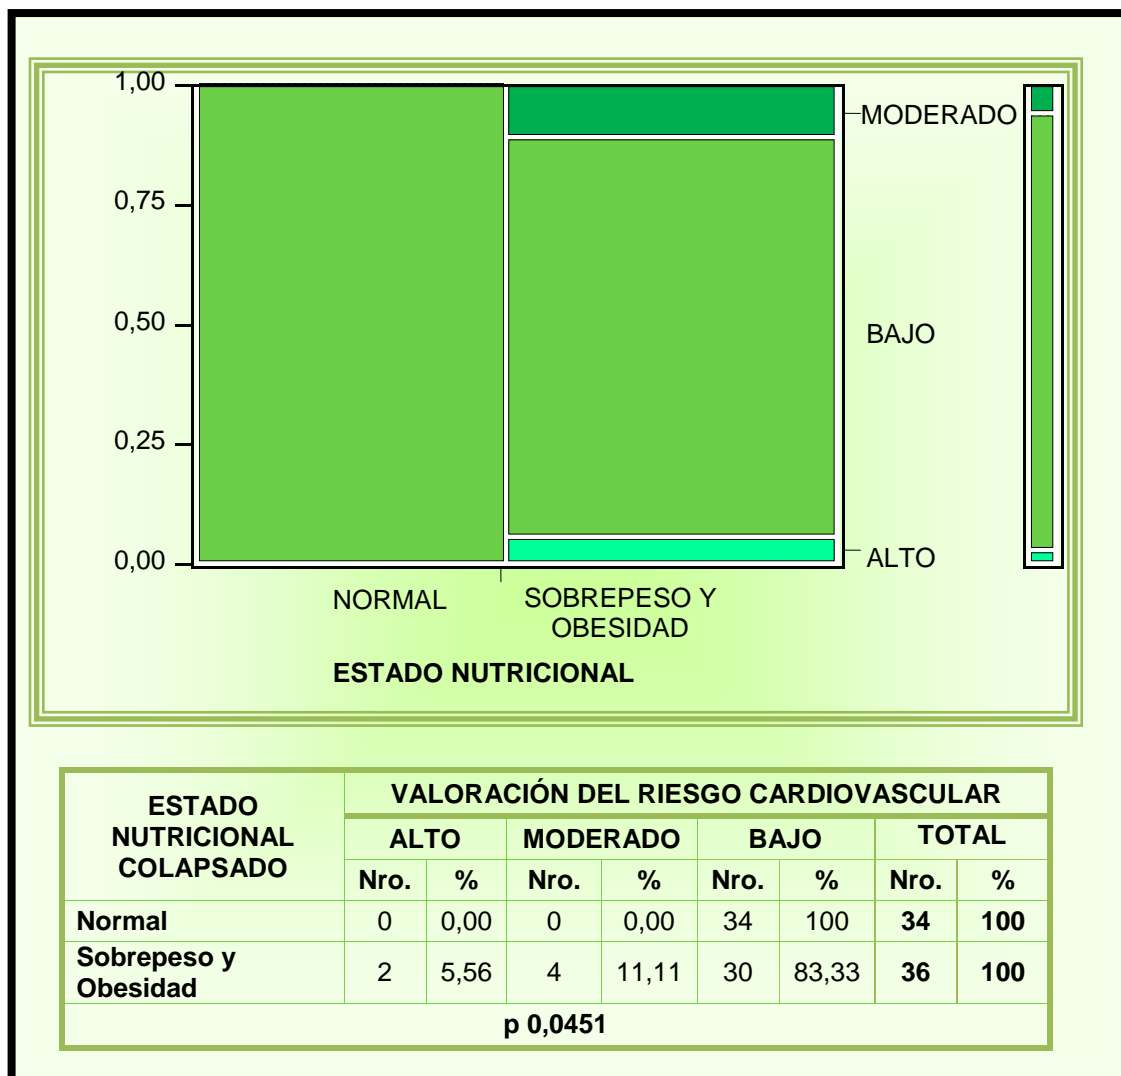 1,00
MODERADO
0,75
0,50
BAJO
0,25
0,00
ALTO
NORMAL
SOBREPESO Y
OBESIDAD
ESTADO NUTRICIONAL
ESTADO
NUTRICIONAL
COLAPSADO
VALORACIÓN DEL RIESGO CARDIOVASCULAR
ALTO MODERADO BAJO TOTAL
Nro. % Nro. % Nro. % Nro. %
Normal 0 0,00 0 0,00 34 100 34 100
Sobrepeso y
Obesidad 2 5,56 4 11,11 30 83,33 36 100
p 0,0451